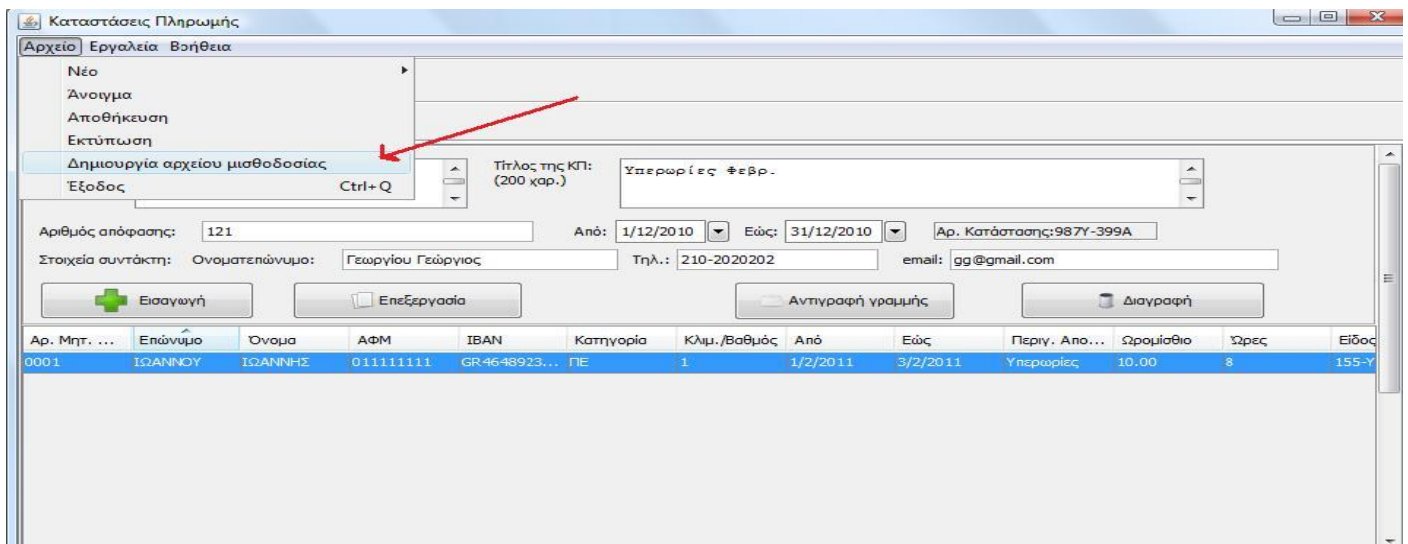 Καταστάσεις Πληρωμής
Αρχείο Εργαλεία Βοήθεια
Νέο
Άνοιγμα
Αποθήκευση
Εκτύπωση
Δημιουργία αρχείου μισθοδοσίας
Έξοδος Ctrl+Q
Τίτλος της ΚΠ: Υπερωρίες Φεβρ.
(200 χαρ.)
Αριθμός απόφασης: 121 Από: 1/12/2010 Εώς: 31/12/2010 Αρ. Κατάστασης:987Υ-399Α
Στοιχεία συντάκτη: Ονοματεπώνυμο: Γεωργίου Γεώργιος Τηλ.: 210-2020202 email: gg@gmail.com
Εισαγωγή Επεξεργασία Αντιγραφή γραμμής Διαγραφή
Αρ. Μητ. ... Επώνυμο Όνομα ΑΦΜ IBAN Κατηγορία Κλιμ./Βαθμός Από Εώς Περιγ. Απο... Ωρομίσθιο Ώρες Είδος
0001 ΙΩΑΝΝΟΥ ΙΩΑΝΝΗΣ 011111111 GR4648923... ΠΕ 1 1/2/2011 3/2/2011 Υπερωρίες 10.00 8 155-Υ